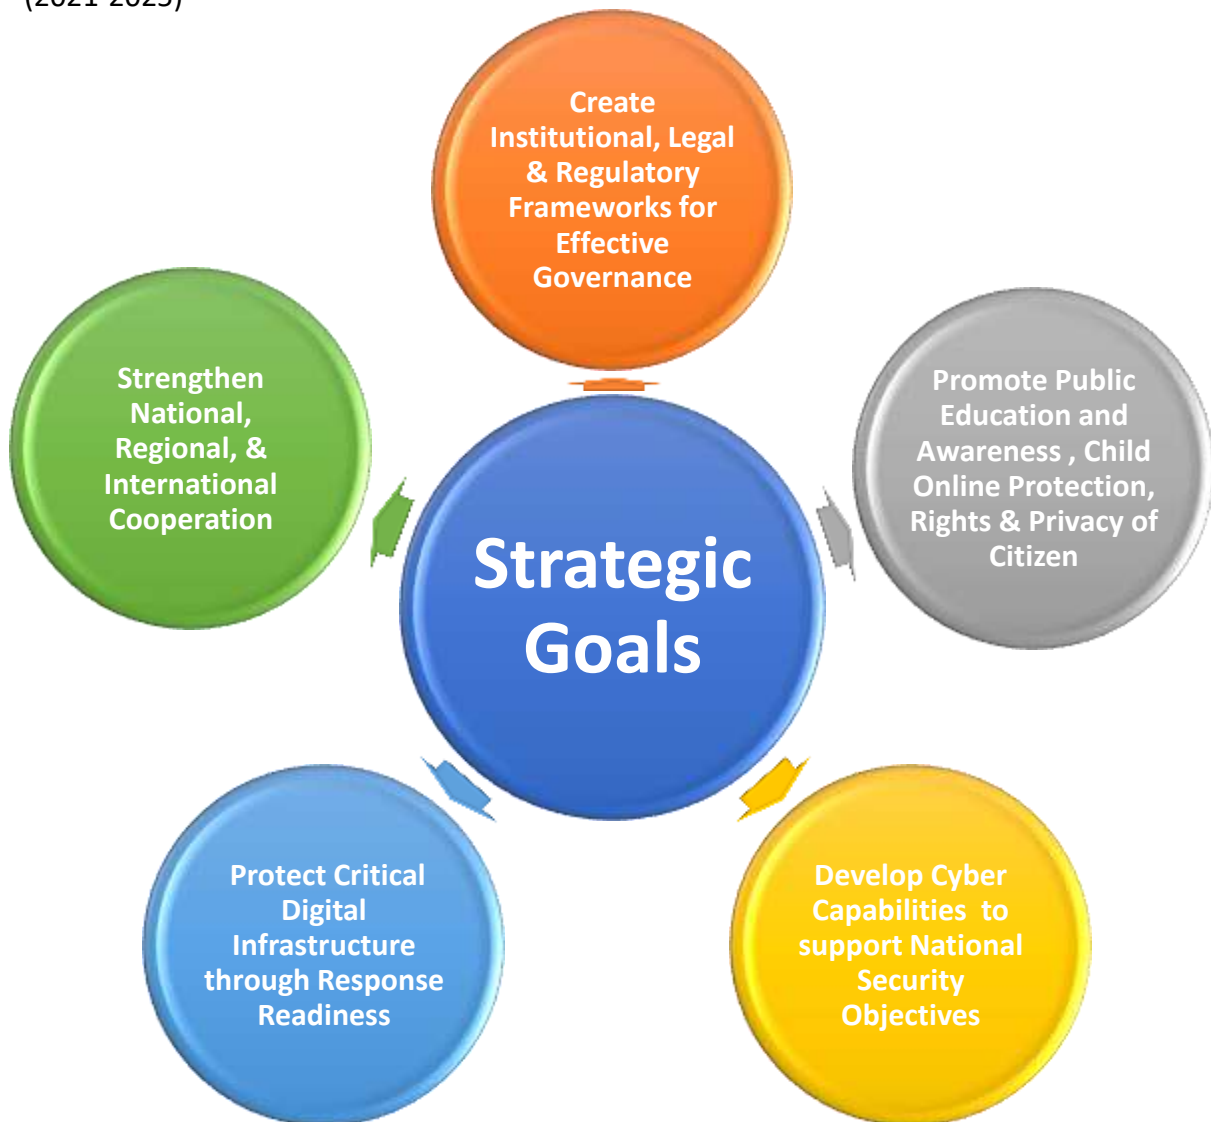 (2021-2025)
Create
Institutional, Legal
& Regulatory
Frameworks for
Effective
Governance
Strengthen
National,
Regional, &
International
Cooperation
Promote Public
Education and
Awareness , Child
Online Protection,
Rights & Privacy of
Citizen
Strategic
Goals
Protect Critical
Digital
Infrastructure
through Response
Readiness
Develop Cyber
Capabilities to
support National
Security
Objectives